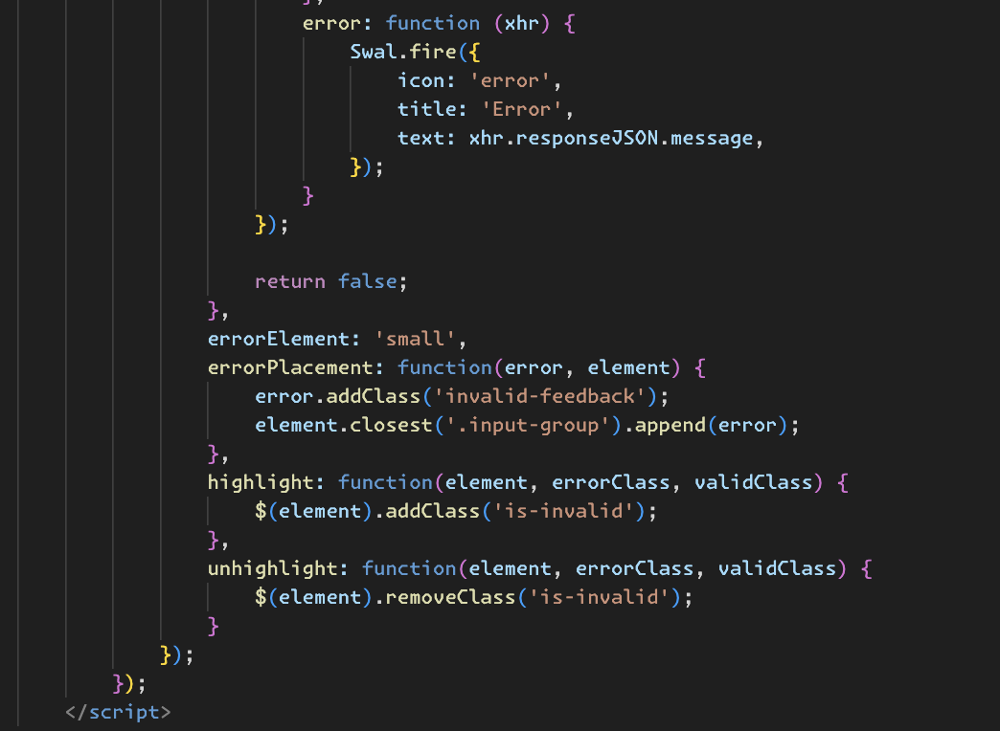 },
error: function (xhr) {
Swal.fire({
icon: 'error',
title: 'Error',
text: xhr.responseJSON.message,
});
}
});
return false;
},
errorElement: 'small',
errorPlacement: function(error, element) {
error.addClass('invalid-feedback');
element.closest('.input-group').append(error);
},
highlight: function(element, errorClass, validClass) {
$(element).addClass('is-invalid');
},
unhighlight: function(element, errorClass, validClass) {
$(element).removeClass('is-invalid');
}
});
});
</script>